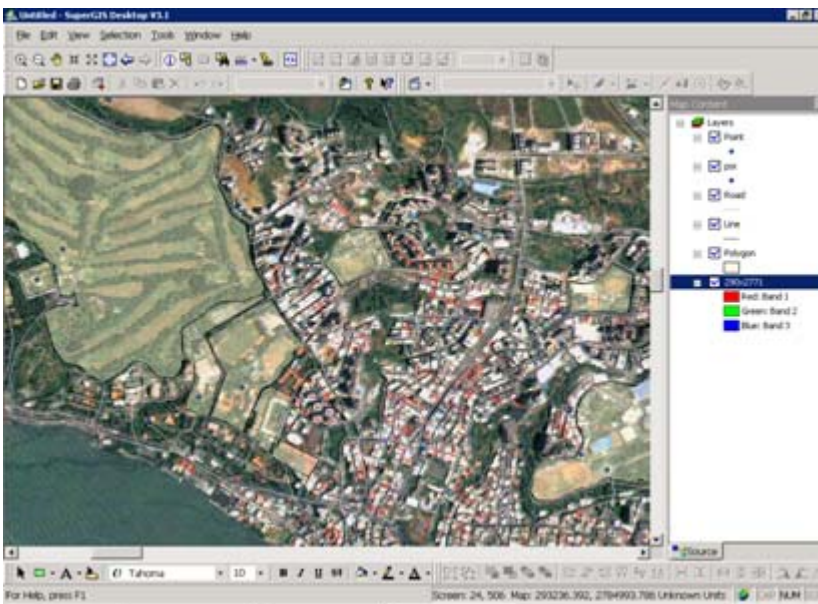 Untitled - SuperGIS Desktop V3.1
File Edit View Selection Tools Window Help
Map Content
Layers
Point
poi
Road
Line
Polygon
Red: Band 1
Green: Band 2
Blue: Band 3
Source
Tahoma 10 B I U
For Help, press F1 Screen: 24, 506 Map: 293236.392, 2784993.786 Unknown Units CAP NUM